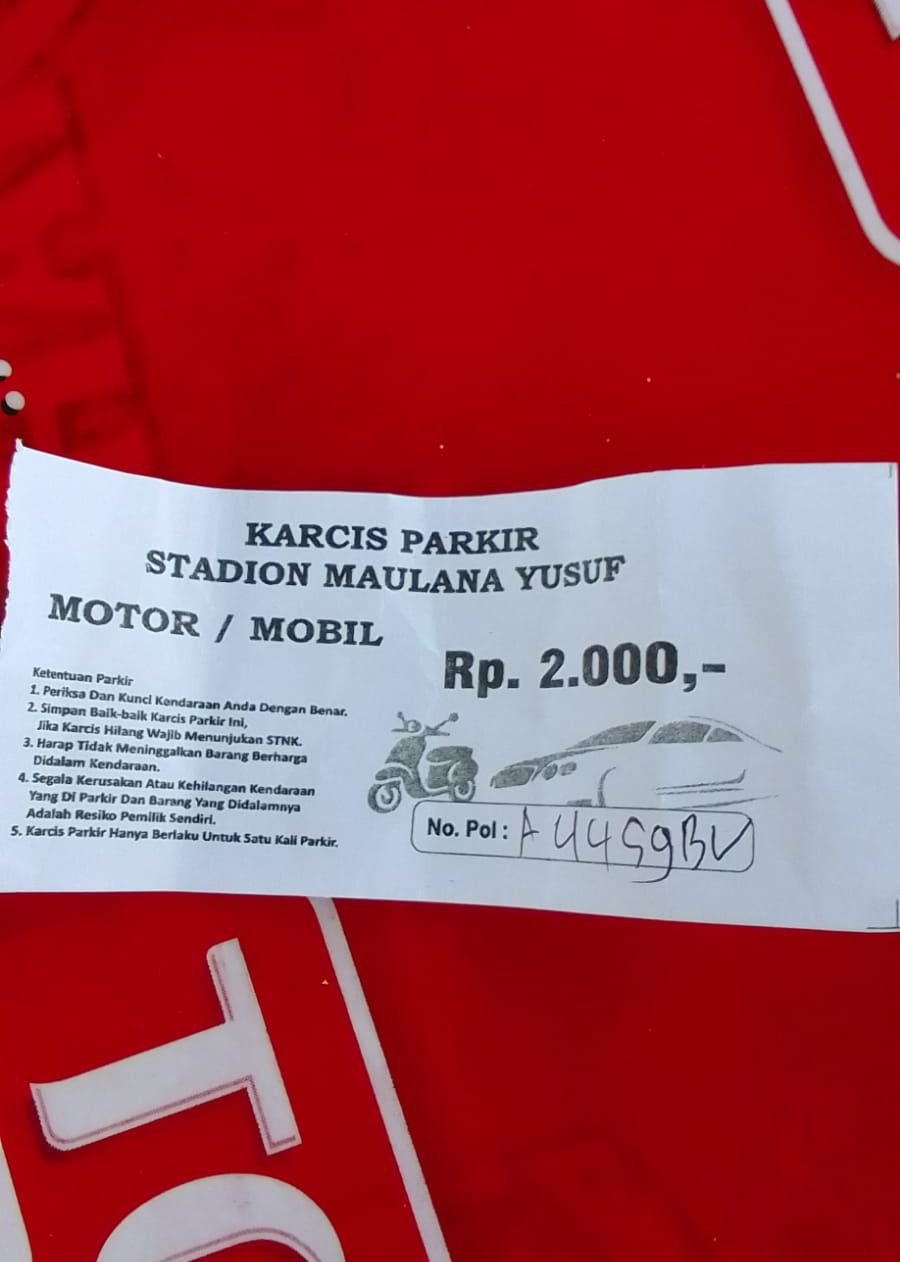 KARCIS PARKIR
STADION MAULANA YUSUF
MOTOR / MOBIL
Rp. 2.000,-
Ketentuan Parkir
1. Periksa Dan Kunci Kendaraan Anda Dengan Benar.
2. Simpan Baik-baik Karcis Parkir Ini,
Jika Karcis Hilang Wajib Menunjukan STNK.
3. Harap Tidak Meninggalkan Barang Berharga
Didalam Kendaraan.
4. Segala Kerusakan Atau Kehilangan Kendaraan
Yang Di Parkir Dan Barang Yang Didalamnya
Adalah Resiko Pemilik Sendiri.
5. Karcis Parkir Hanya Berlaku Untuk Satu Kali Parkir.
No. Pol : A 4459BV